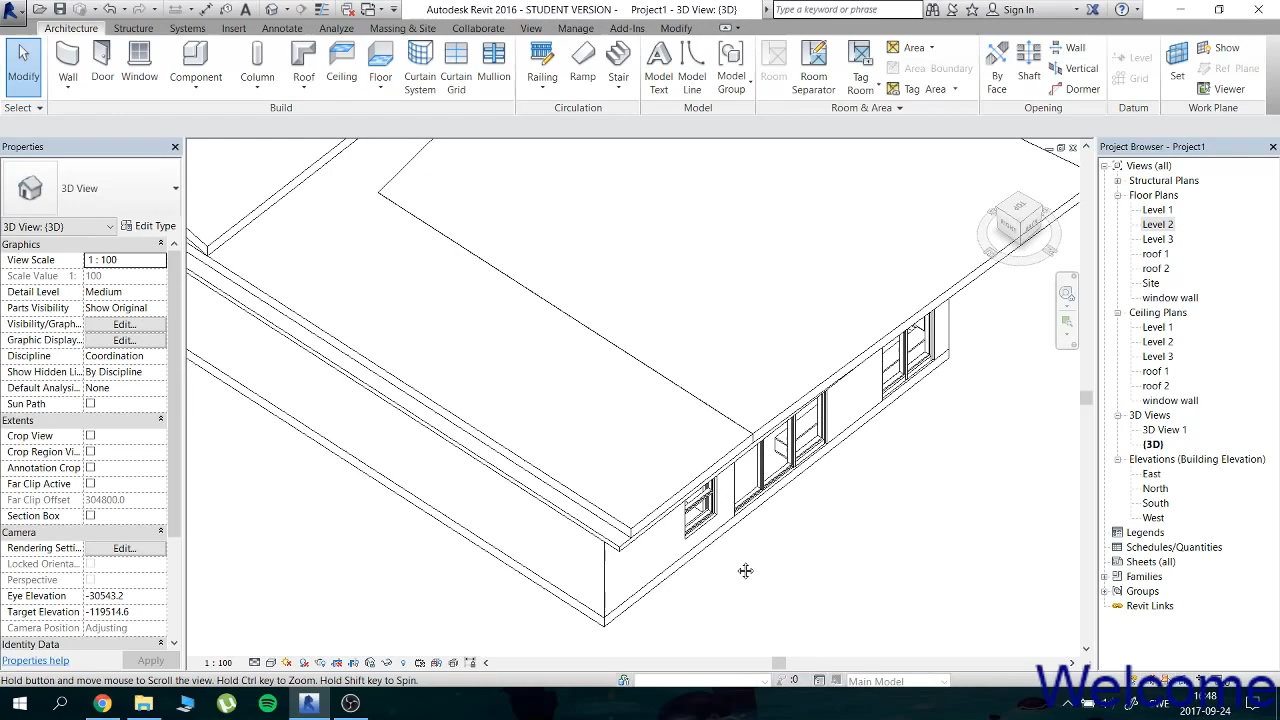 Autodesk Revit 2016 - STUDENT VERSION - Project1 - 3D View: {3D}
Type a keyword or phrase
Sign In
Architecture Structure Systems Insert Annotate Analyze Massing & Site Collaborate View Manage Add-Ins Modify
Modify Wall Door Window Component Column Roof Ceiling Floor Curtain System Curtain Grid Mullion Railing Ramp Stair Model Text Model Line Model Group Room Room Separator Tag Room
Area
Area Boundary
Tag Area
By Face Shaft
Wall
Vertical
Dormer
Level
Grid
Set
Show
Ref Plane
Viewer
Select Build Circulation Model Room & Area Opening Datum Work Plane
Properties
3D View
3D View: {3D} Edit Type
Graphics
View Scale 1 : 100
Scale Value 1: 100
Detail Level Medium
Parts Visibility Show Original
Visibility/Graph... Edit...
Graphic Display... Edit...
Discipline Coordination
Show Hidden Li... By Discipline
Default Analysi... None
Sun Path
Extents
Crop View
Crop Region Vi...
Annotation Crop
Far Clip Active
Far Clip Offset 304800.0
Section Box
Camera
Rendering Setti... Edit...
Locked Orienta...
Perspective
Eye Elevation -30543.2
Target Elevation -119514.6
Camera Position Adjusting
Identity Data
Properties help Apply
TOP
RIGHT
BACK
Project Browser - Project1
Views (all)
Structural Plans
Floor Plans
Level 1
Level 2
Level 3
roof 1
roof 2
Site
window wall
Ceiling Plans
Level 1
Level 2
Level 3
roof 1
roof 2
window wall
3D Views
3D View 1
{3D}
Elevations (Building Elevation)
East
North
South
West
Legends
Schedules/Quantities
Sheets (all)
Families
Groups
Revit Links
1 : 100
Hold down and move mouse to Scroll the view. Hold Ctrl key to Zoom. Hold Shift key to Spin.
:0
Main Model
Welcome
SWE
10:48
2017-09-24